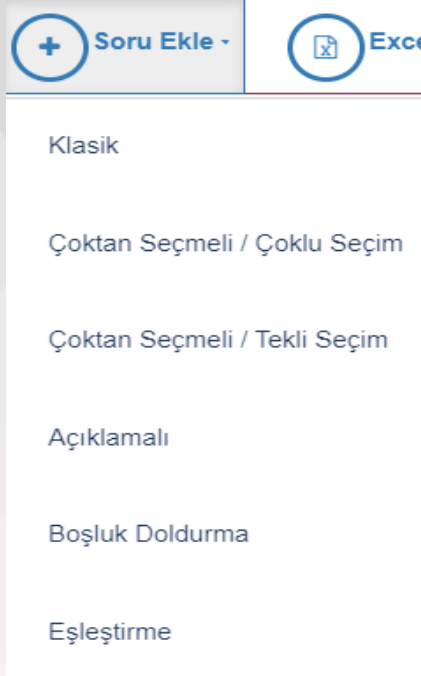 Soru Ekle
Klasik
Çoktan Seçmeli / Çoklu Seçim
Çoktan Seçmeli / Tekli Seçim
Açıklamalı
Boşluk Doldurma
Eşleştirme